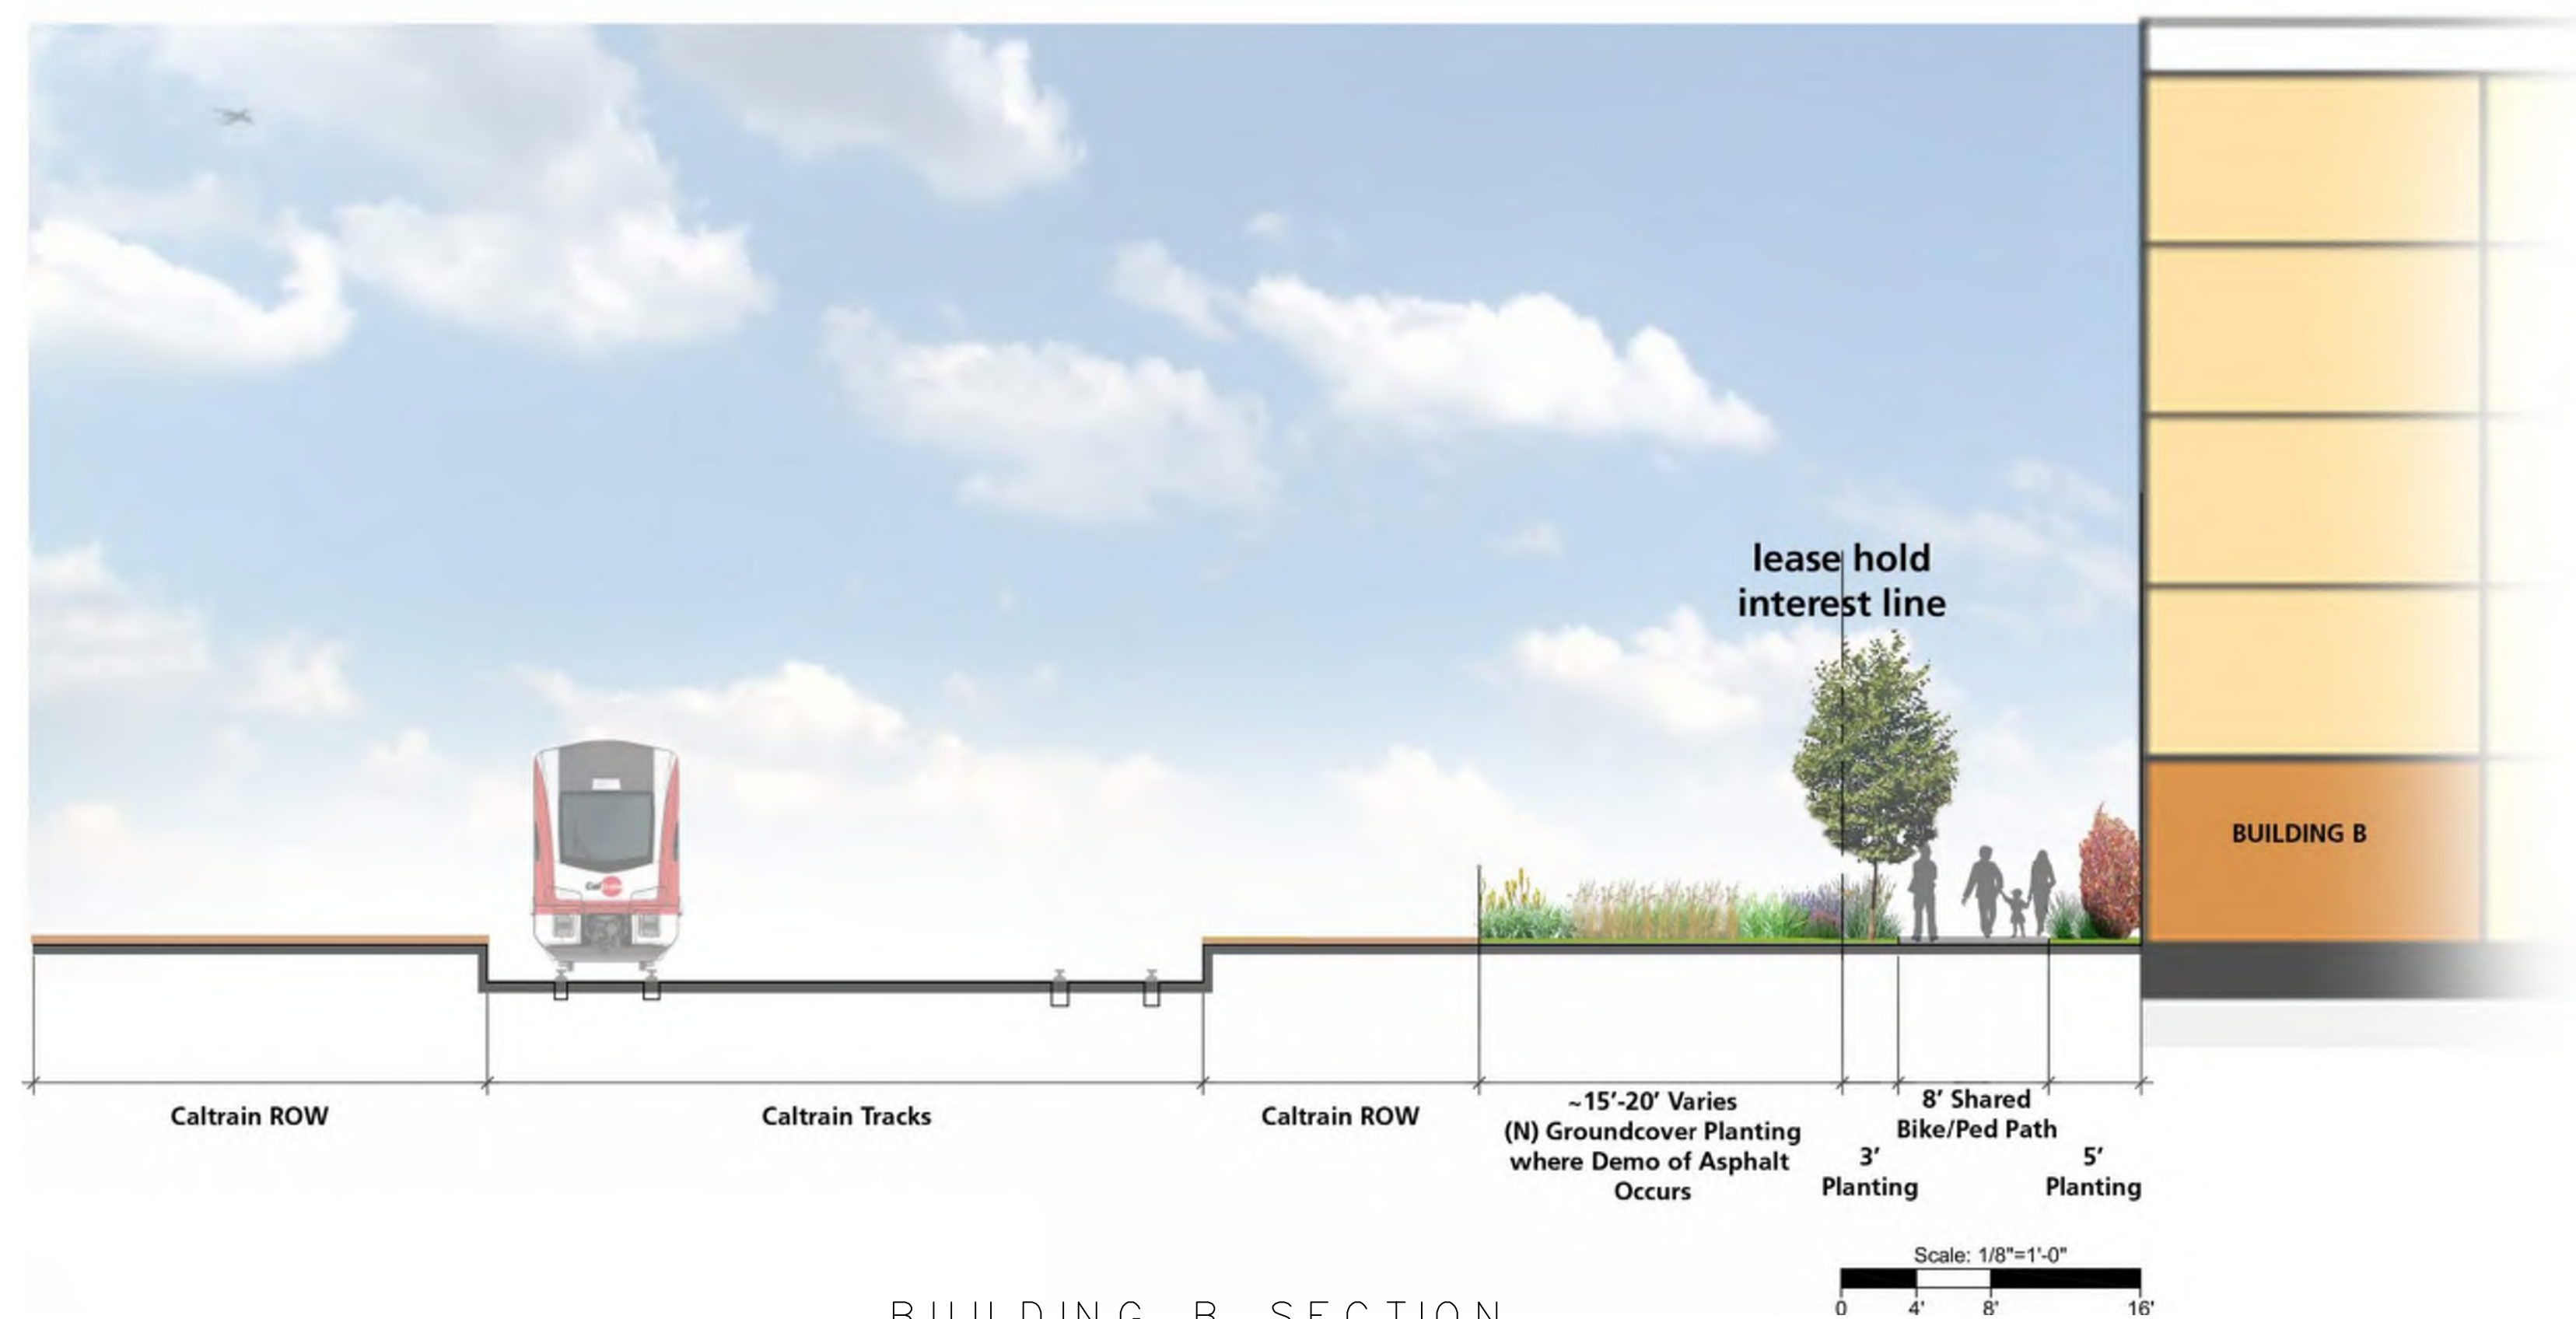 lease hold
interest line
BUILDING B
Caltrain ROW
Caltrain Tracks
Caltrain ROW
~15'-20' Varies
(N) Groundcover Planting
where Demo of Asphalt
Occurs
3'
Planting
8' Shared
Bike/Ped Path
5'
Planting
Scale: 1/8"=1'-0"
0 4' 8' 16'
BUILDING B SECTION